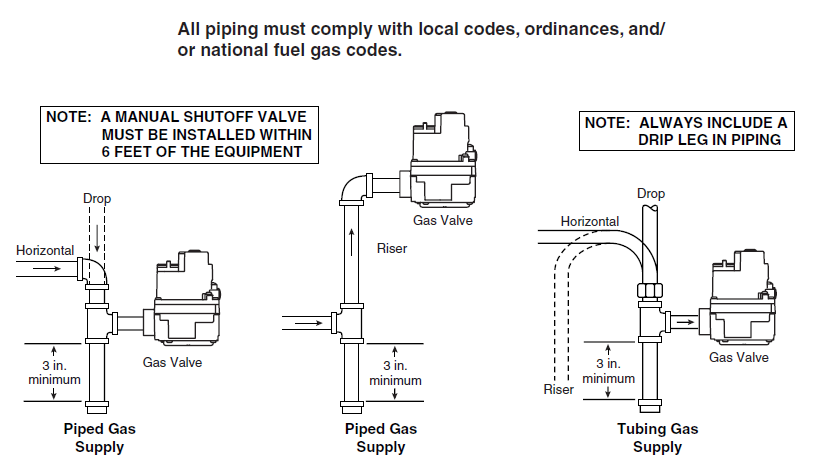 All piping must comply with local codes, ordinances, and/
or national fuel gas codes.
NOTE: A MANUAL SHUTOFF VALVE
MUST BE INSTALLED WITHIN
6 FEET OF THE EQUIPMENT
NOTE: ALWAYS INCLUDE A
DRIP LEG IN PIPING
Drop
Horizontal
Gas Valve
3 in.
minimum
Piped Gas
Supply
Gas Valve
Riser
3 in.
minimum
Piped Gas
Supply
Drop
Horizontal
Gas Valve
3 in.
minimum
Riser
Tubing Gas
Supply